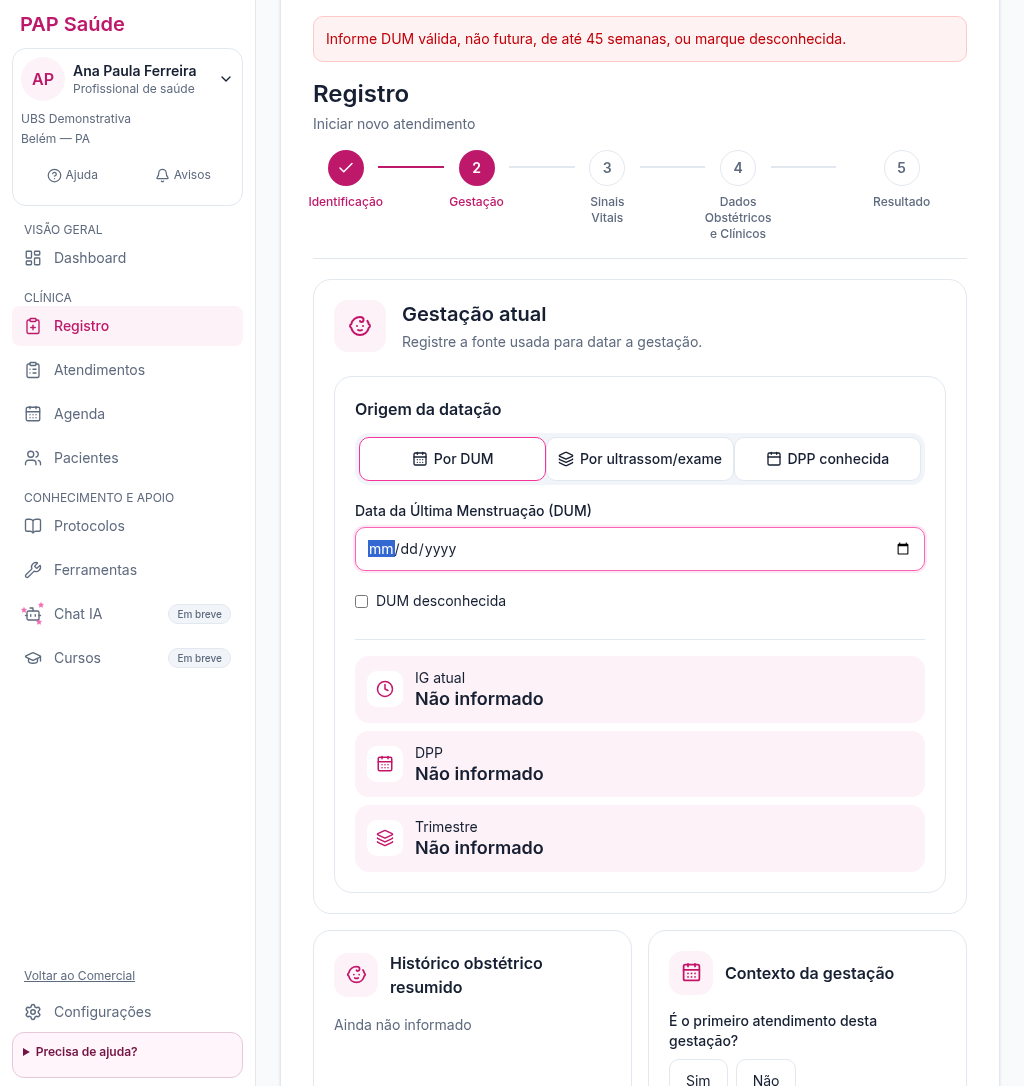 PAP Saúde
AP
Ana Paula Ferreira
Profissional de saúde
UBS Demonstrativa
Belém — PA
Ajuda
Avisos
VISÃO GERAL
Dashboard
CLÍNICA
Registro
Atendimentos
Agenda
Pacientes
CONHECIMENTO E APOIO
Protocolos
Ferramentas
Chat IA
Em breve
Cursos
Em breve
Voltar ao Comercial
Configurações
Precisa de ajuda?
Informe DUM válida, não futura, de até 45 semanas, ou marque desconhecida.
Registro
Iniciar novo atendimento
Identificação
2
Gestação
3
Sinais
Vitais
4
Dados
Obstétricos
e Clínicos
5
Resultado
Gestação atual
Registre a fonte usada para datar a gestação.
Origem da datação
Por DUM
Por ultrassom/exame
DPP conhecida
Data da Última Menstruação (DUM)
mm/dd/yyyy
DUM desconhecida
IG atual
Não informado
DPP
Não informado
Trimestre
Não informado
Histórico obstétrico
resumido
Ainda não informado
Contexto da gestação
É o primeiro atendimento desta
gestação?
Sim
Não